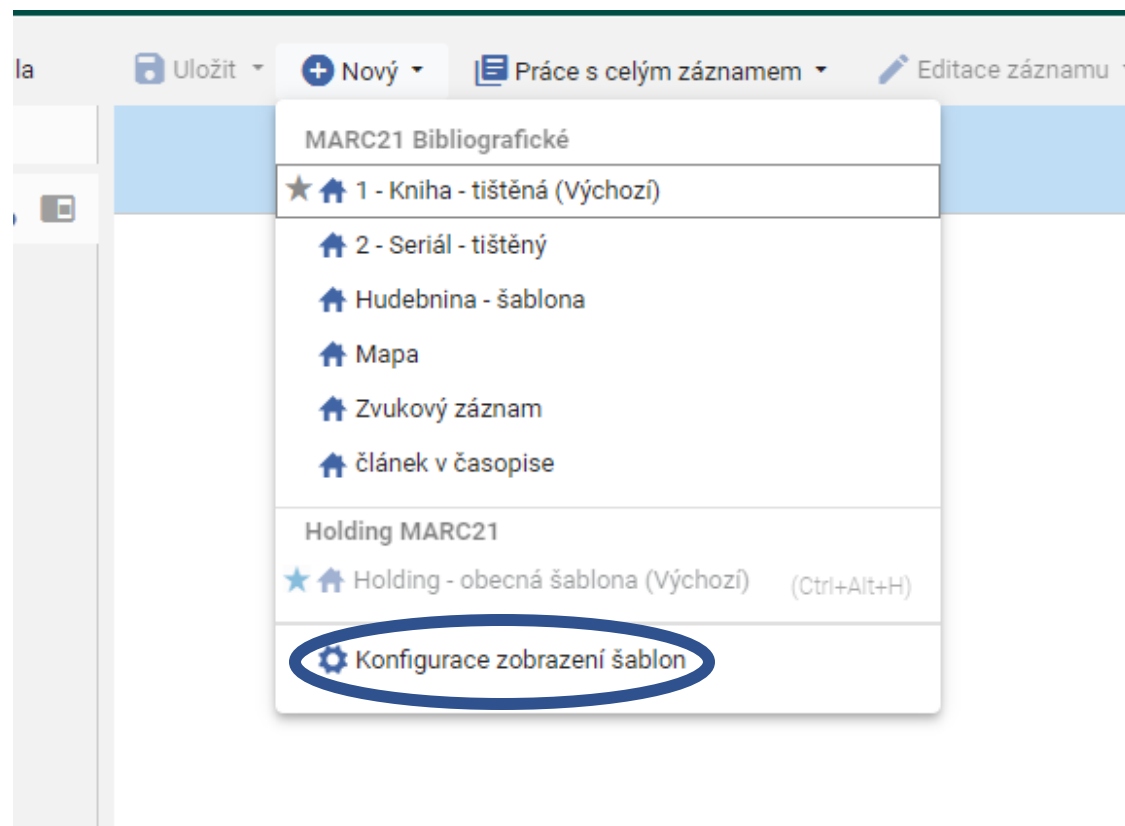 la Uložit Nový Práce s celým záznamem Editace záznamu
MARC21 Bibliografické
1 - Kniha - tištěná (Výchozí)
2 - Seriál - tištěný
Hudebnina - šablona
Mapa
Zvukový záznam
článek v časopise
Holding MARC21
Holding - obecná šablona (Výchozí) (Ctrl+Alt+H)
Konfigurace zobrazení šablon